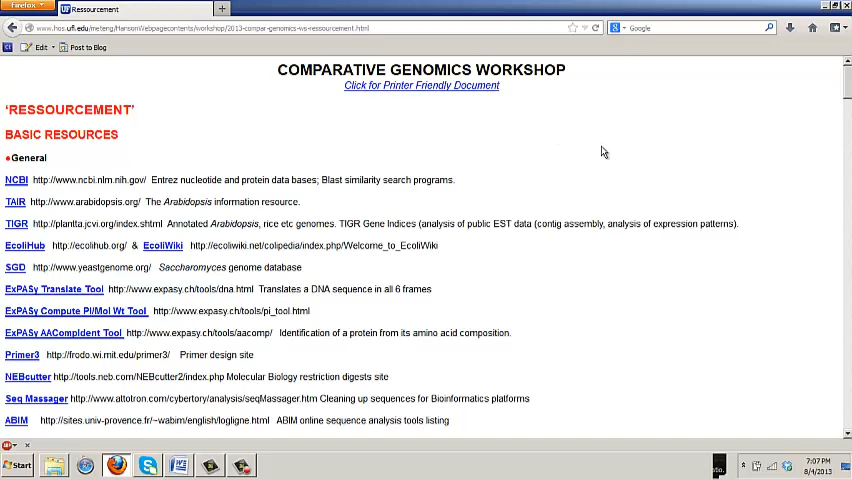 Firefox
Ressourcement
www.hos.ufl.edu/meteng/HansonWebpagecontents/workshop/2013-compar-genomics-ws-ressourcement.html
Google
Edit
Post to Blog
COMPARATIVE GENOMICS WORKSHOP
Click for Printer Friendly Document
‘RESSOURCEMENT’
BASIC RESOURCES
●General
NCBI http://www.ncbi.nlm.nih.gov/ Entrez nucleotide and protein data bases; Blast similarity search programs.
TAIR http://www.arabidopsis.org/ The Arabidopsis information resource.
TIGR http://plantta.jcvi.org/index.shtml Annotated Arabidopsis, rice etc genomes. TIGR Gene Indices (analysis of public EST data (contig assembly, analysis of expression patterns).
EcoliHub http://ecolihub.org/ & EcoliWiki http://ecoliwiki.net/colipedia/index.php/Welcome_to_EcoliWiki
SGD http://www.yeastgenome.org/ Saccharomyces genome database
ExPASy Translate Tool http://www.expasy.ch/tools/dna.html Translates a DNA sequence in all 6 frames
ExPASy Compute PI/Mol Wt Tool http://www.expasy.ch/tools/pi_tool.html
ExPASy AACompIdent Tool http://www.expasy.ch/tools/aacomp/ Identification of a protein from its amino acid composition.
Primer3 http://frodo.wi.mit.edu/primer3/ Primer design site
NEBcutter http://tools.neb.com/NEBcutter2/index.php Molecular Biology restriction digests site
Seq Massager http://www.attotron.com/cybertory/analysis/seqMassager.htm Cleaning up sequences for Bioinformatics platforms
ABIM http://sites.univ-provence.fr/~wabim/english/logligne.html ABIM online sequence analysis tools listing
Start
7:07 PM
8/4/2013